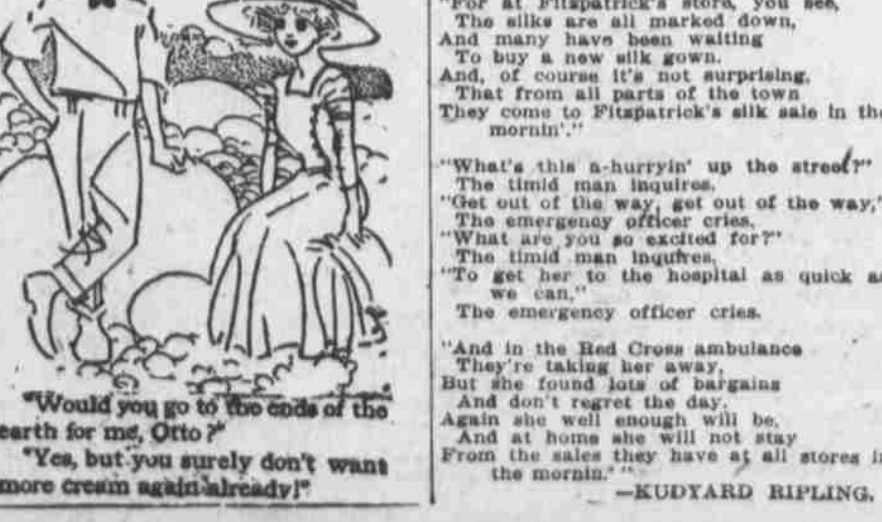 "Would you go to the ends of the
earth for me, Otto?"
"Yes, but you surely don't want
more cream again already!"
"For at Fitzpatrick's store, you see,
The silks are all marked down,
And many have been waiting
To buy a new silk gown.
And, of course it's not surprising,
That from all parts of the town
They come to Fitzpatrick's silk sale in the
mornin'."
"What's this a-hurryin' up the street?"
The timid man inquires.
"Get out of the way, get out of the way,"
The emergency officer cries,
"What are you so excited for?"
The timid man inquires,
"To get her to the hospital as quick as
we can,"
The emergency officer cries.
"And in the Red Cross ambulance
They're taking her away,
But she found lots of bargains
And don't regret the day.
Again she well enough will be,
And at home she will not stay
From the sales they have at all stores in
the mornin.' "
—KUDYARD RIPLING.